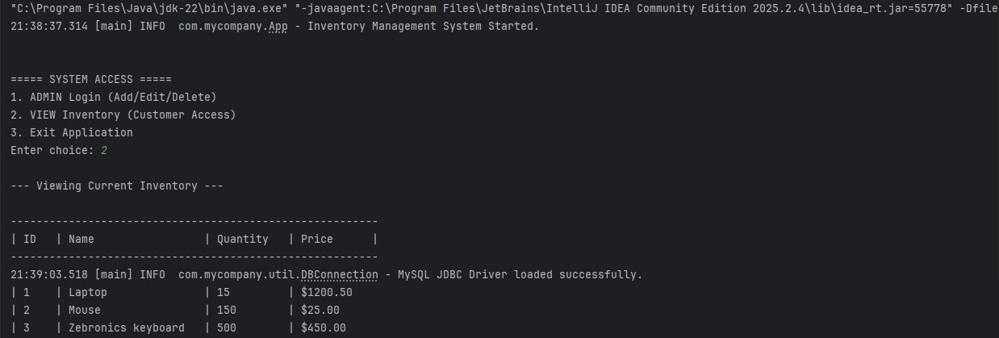 "C:\Program Files\Java\jdk-22\bin\java.exe" "-javaagent:C:\Program Files\JetBrains\IntelliJ IDEA Community Edition 2025.2.4\lib\idea_rt.jar=55778" -Dfile
21:38:37.314 [main] INFO  com.mycompany.App - Inventory Management System Started.
===== SYSTEM ACCESS =====
1. ADMIN Login (Add/Edit/Delete)
2. VIEW Inventory (Customer Access)
3. Exit Application
Enter choice: 2
--- Viewing Current Inventory ---
---------------------------------------------------------
| ID   | Name                 | Quantity   | Price      |
---------------------------------------------------------
21:39:03.518 [main] INFO  com.mycompany.util.DBConnection - MySQL JDBC Driver loaded successfully.
| 1    | Laptop               | 15         | $1200.50
| 2    | Mouse                | 150        | $25.00
| 3    | Zebronics keyboard   | 500        | $450.00